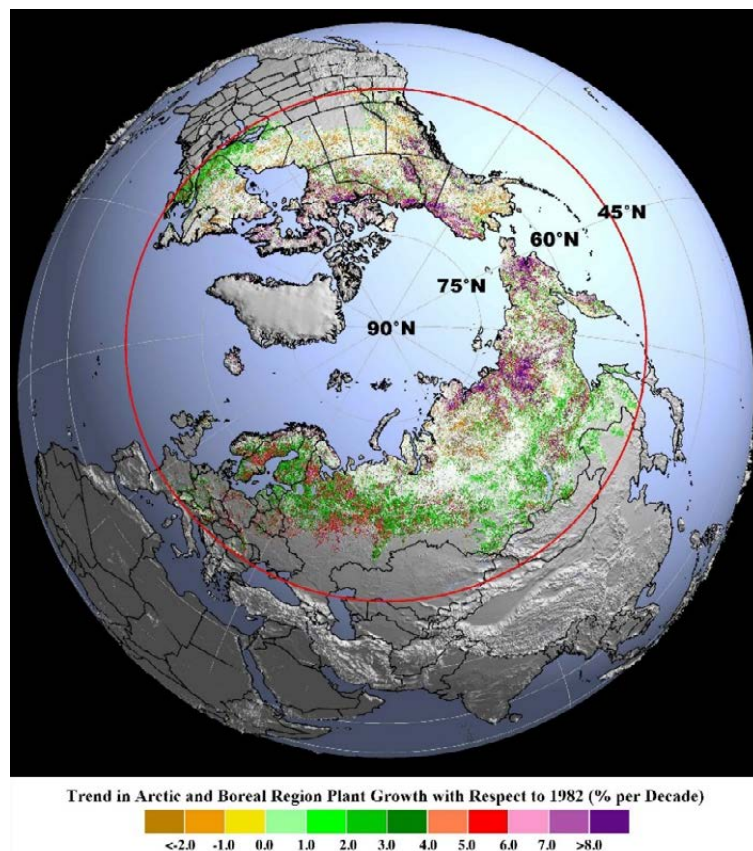 45°N
60°N
75°N
90°N
Trend in Arctic and Boreal Region Plant Growth with Respect to 1982 (% per Decade)
<-2.0 -1.0 0.0 1.0 2.0 3.0 4.0 5.0 6.0 7.0 >8.0